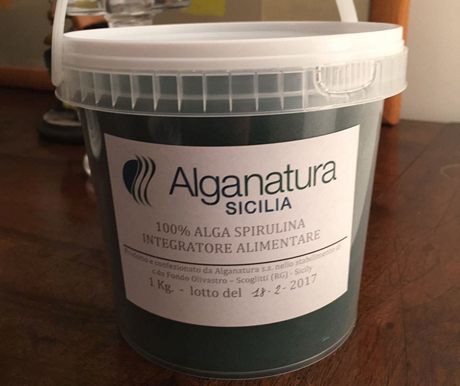 Alganatura
SICILIA
100% ALGA SPIRULINA
INTEGRATORE ALIMENTARE
Prodotto e confezionato da Alganatura s.s. nello stabilimento di
c.da Fondo Olivastro – Scoglitti (RG) - Sicily
1 Kg. - lotto del 18-2-2017